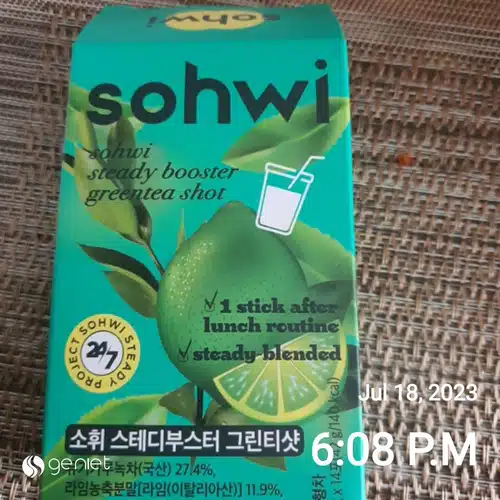 sohwi
sohwi
sohwi
steady booster
greentea shot
1 stick after
lunch routine
steady-blended
PROJECT SOHWI STEADY
24/7
Jul 18, 2023
6:08 P.M
소휘 스테디부스터 그린티샷
녹차(국산) 27.4%,
라임농축분말[라임(이탈리아산)] 11.9%,
geniet